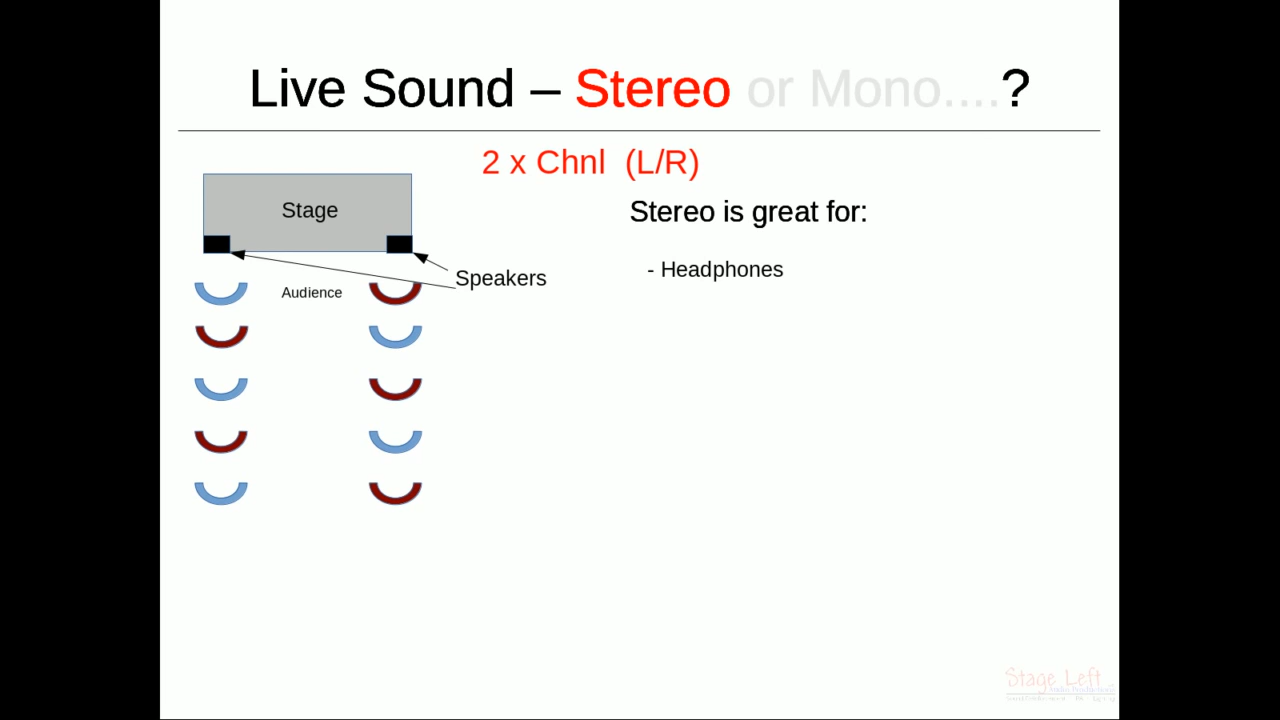 Live Sound – Stereo or Mono....?
2 x Chnl (L/R)
Stage
Stereo is great for:
- Headphones
Speakers
Audience
Stage Left